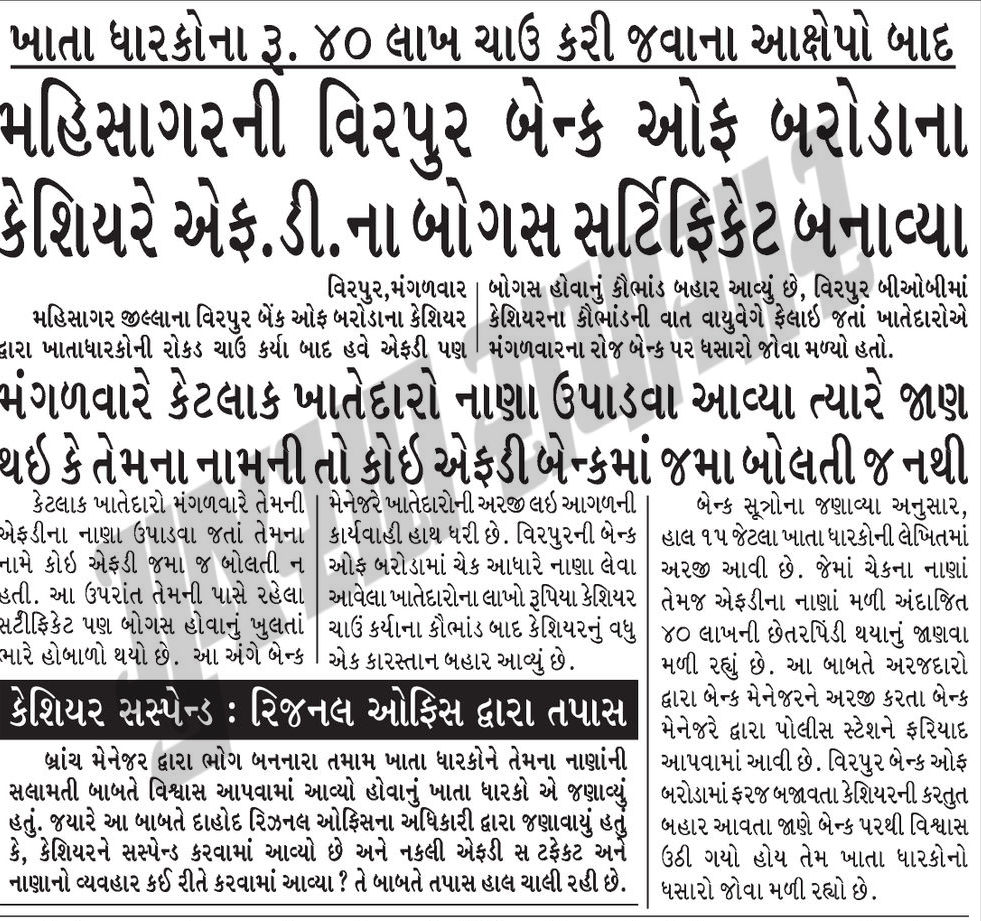 ખાતા ધારકોના રૂ. ૪૦ લાખ ચાઉ કરી જવાના આક્ષેપો બાદ
મહિસાગરની વિરપુર બેન્ક ઓફ બરોડાના
કેશિયરે એફ.ડી.ના બોગસ સર્ટિફિકેટ બનાવ્યા
વિરપુર,મંગળવાર
મહિસાગર જીલ્લાના વિરપુર બેંક ઓફ બરોડાના કેશિયર
દ્વારા ખાતાધારકોની રોકડ ચાઉ કર્યા બાદ હવે એફડી પણ
બોગસ હોવાનું કૌભાંડ બહાર આવ્યું છે, વિરપુર બીઓબીમાં
કેશિયરના કૌભાંડની વાત વાયુવેગે ફેલાઇ જતાં ખાતેદારોએ
મંગળવારના રોજ બેન્ક પર ધસારો જોવા મળ્યો હતો.
મંગળવારે કેટલાક ખાતેદારો નાણા ઉપાડવા આવ્યા ત્યારે જાણ
થઇ કે તેમના નામની તો કોઇ એફડી બેન્કમાં જમા બોલતી જ નથી
કેટલાક ખાતેદારો મંગળવારે તેમની
એફડીના નાણા ઉપાડવા જતાં તેમના
નામે કોઇ એફડી જમા જ બોલતી ન
હતી. આ ઉપરાંત તેમની પાસે રહેલા
સર્ટીફિકેટ પણ બોગસ હોવાનું ખુલતાં
ભારે હોબાળો થયો છે. આ અંગે બેન્ક
મેનેજરે ખાતેદારોની અરજી લઇ આગળની
કાર્યવાહી હાથ ધરી છે. વિરપુરની બેન્ક
ઓફ બરોડામાં ચેક આધારે નાણા લેવા
આવેલા ખાતેદારોના લાખો રૂપિયા કેશિયર
ચાઉં કર્યાના કૌભાંડ બાદ કેશિયરનું વધુ
એક કારસ્તાન બહાર આવ્યું છે.
કેશિયર સસ્પેન્ડ : રિજનલ ઓફિસ દ્વારા તપાસ
બ્રાંચ મેનેજર દ્વારા ભોગ બનનારા તમામ ખાતા ધારકોને તેમના નાણાંની
સલામતી બાબતે વિશ્વાસ આપવામાં આવ્યો હોવાનું ખાતા ધારકો એ જણાવ્યું
હતું. જયારે આ બાબતે દાહોદ રિઝનલ ઓફિસના અધિકારી દ્વારા જણાવાયું હતું
કે, કેશિયરને સસ્પેન્ડ કરવામાં આવ્યો છે અને નકલી એફડી સ ટફેકટ અને
નાણાનો વ્યવહાર કઈ રીતે કરવામાં આવ્યા ? તે બાબતે તપાસ હાલ ચાલી રહી છે.
બેન્ક સૂત્રોના જણાવ્યા અનુસાર,
હાલ ૧૫ જેટલા ખાતા ધારકોની લેખિતમાં
અરજી આવી છે. જેમાં ચેકના નાણાં
તેમજ એફડીના નાણાં મળી અંદાજિત
૪૦ લાખની છેતરપિડી થયાનું જાણવા
મળી રહ્યું છે. આ બાબતે અરજદારો
દ્વારા બેન્ક મેનેજરને અરજી કરતા બેન્ક
મેનેજરે દ્વારા પોલીસ સ્ટેશને ફરિયાદ
આપવામાં આવી છે. વિરપુર બેન્ક ઓફ
બરોડામાં ફરજ બજાવતા કેશિયરની કરતુત
બહાર આવતા જાણે બેન્ક પરથી વિશ્વાસ
ઉઠી ગયો હોય તેમ ખાતા ધારકોનો
ધસારો જોવા મળી રહ્યો છે.
ગુજરાત સમાચાર